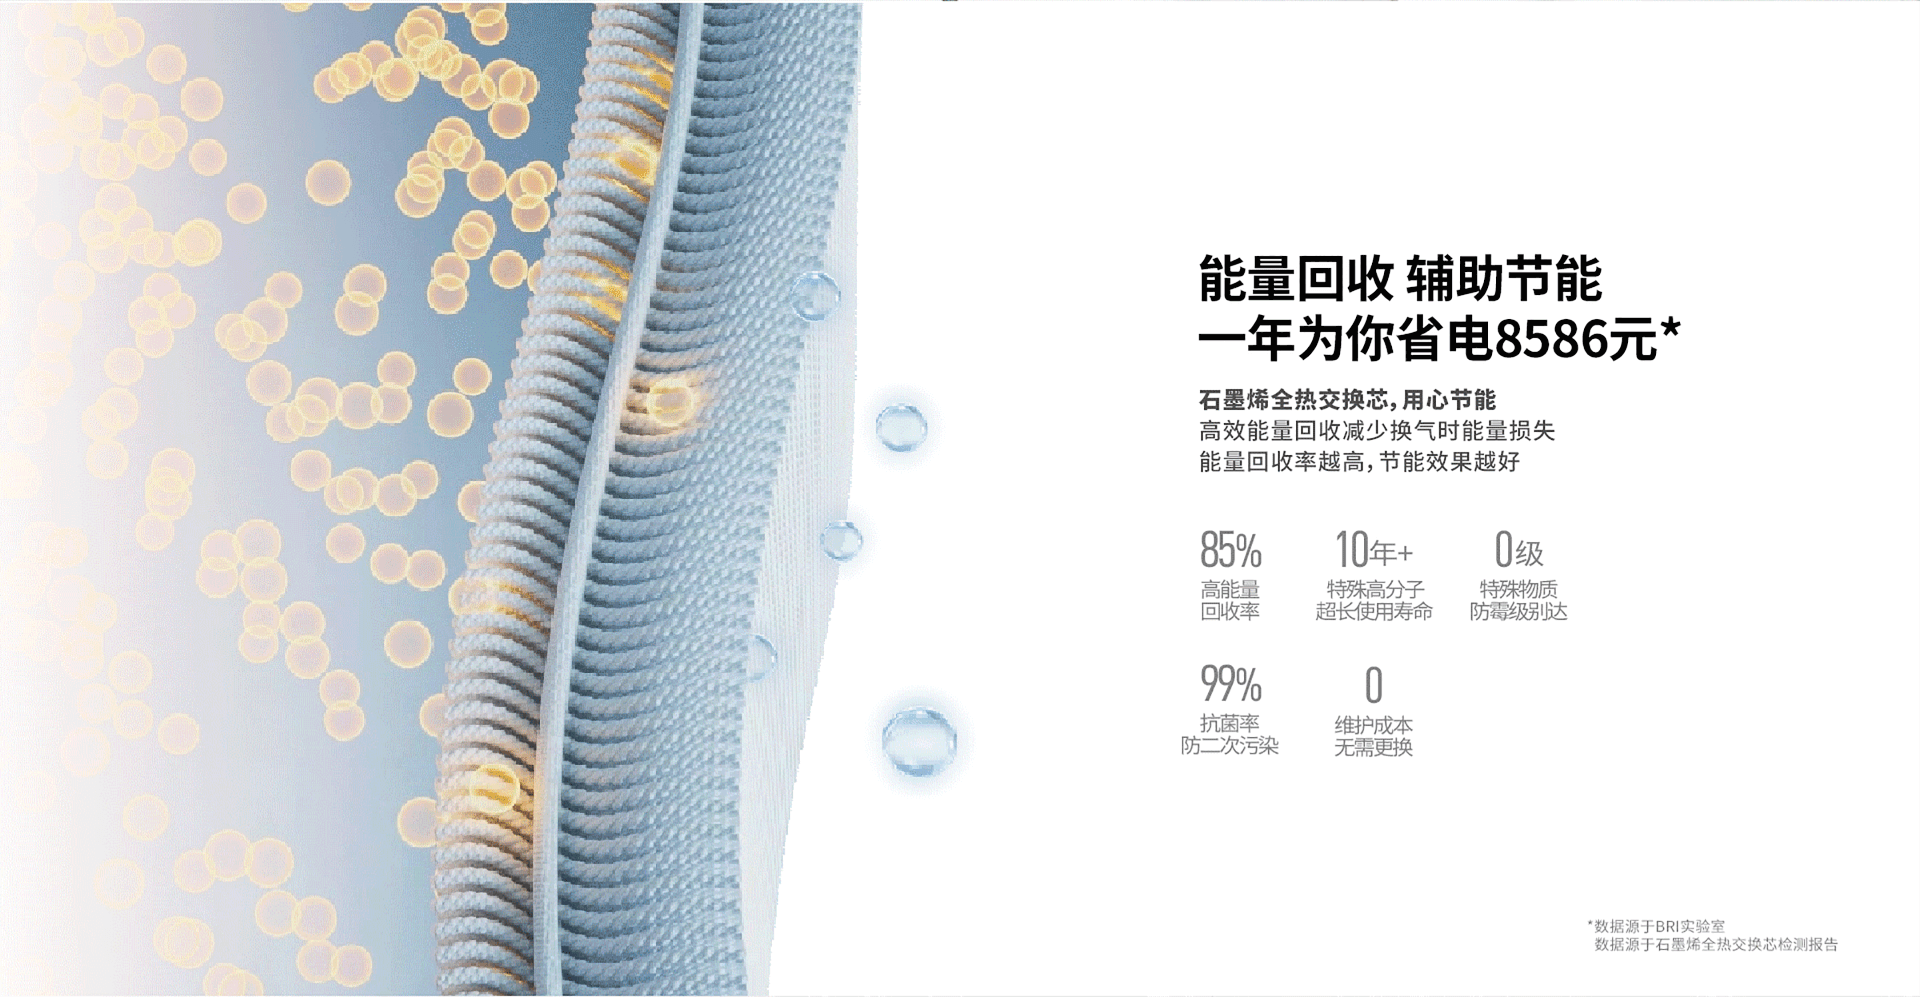 能量回收 辅助节能
一年为你省电8586元*
石墨烯全热交换芯，用心节能
高效能量回收减少换气时能量损失
能量回收率越高，节能效果越好
85%
高能量
回收率
10年+
特殊高分子
超长使用寿命
0级
特殊物质
防霉级别达
99%
抗菌率
防二次污染
0
维护成本
无需更换
*数据源于BRI实验室
数据源于石墨烯全热交换芯检测报告